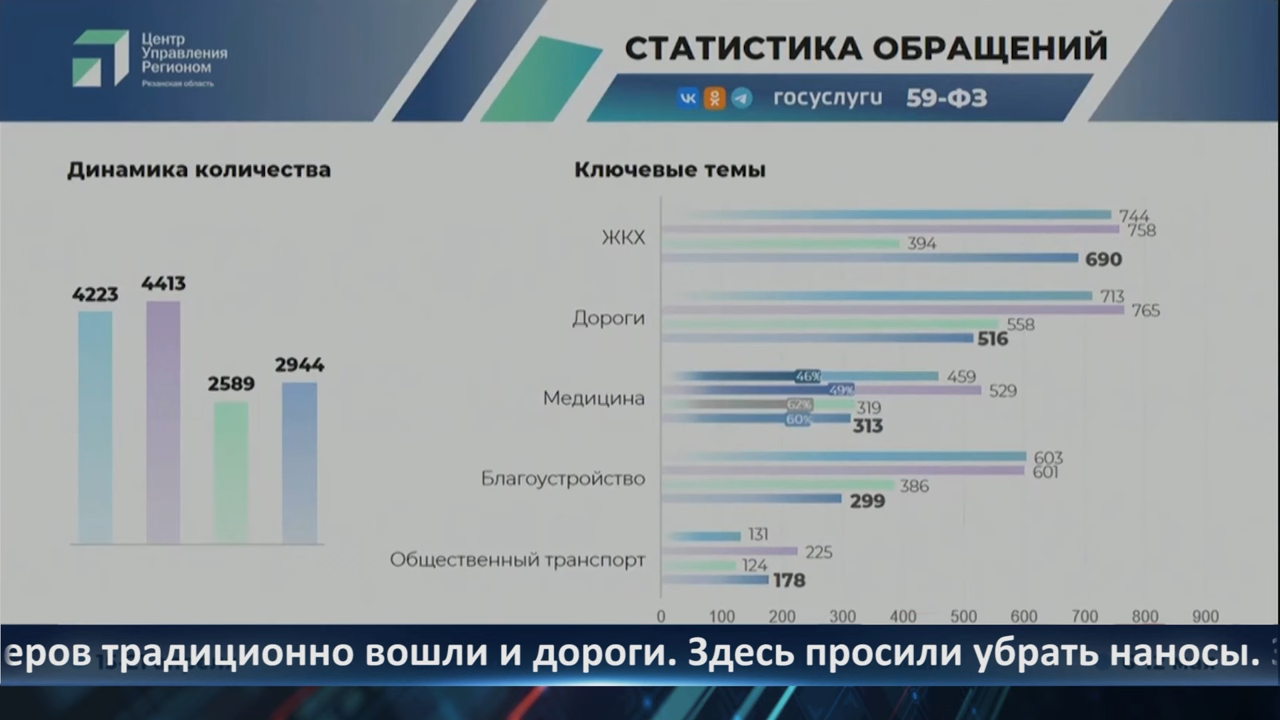 Центр
Управления
Регионом
Рязанская область
СТАТИСТИКА ОБРАЩЕНИЙ
госуслуги 59-ФЗ
Динамика количества
4223
4413
2589
2944
Ключевые темы
ЖКХ
744
758
394
690
Дороги
713
765
558
516
Медицина
46% 459
49% 529
62% 319
60% 313
Благоустройство
603
601
386
299
Общественный транспорт
131
225
124
178
0 100 200 300 400 500 600 700 800 900
еров традиционно вошли и дороги. Здесь просили убрать наносы.